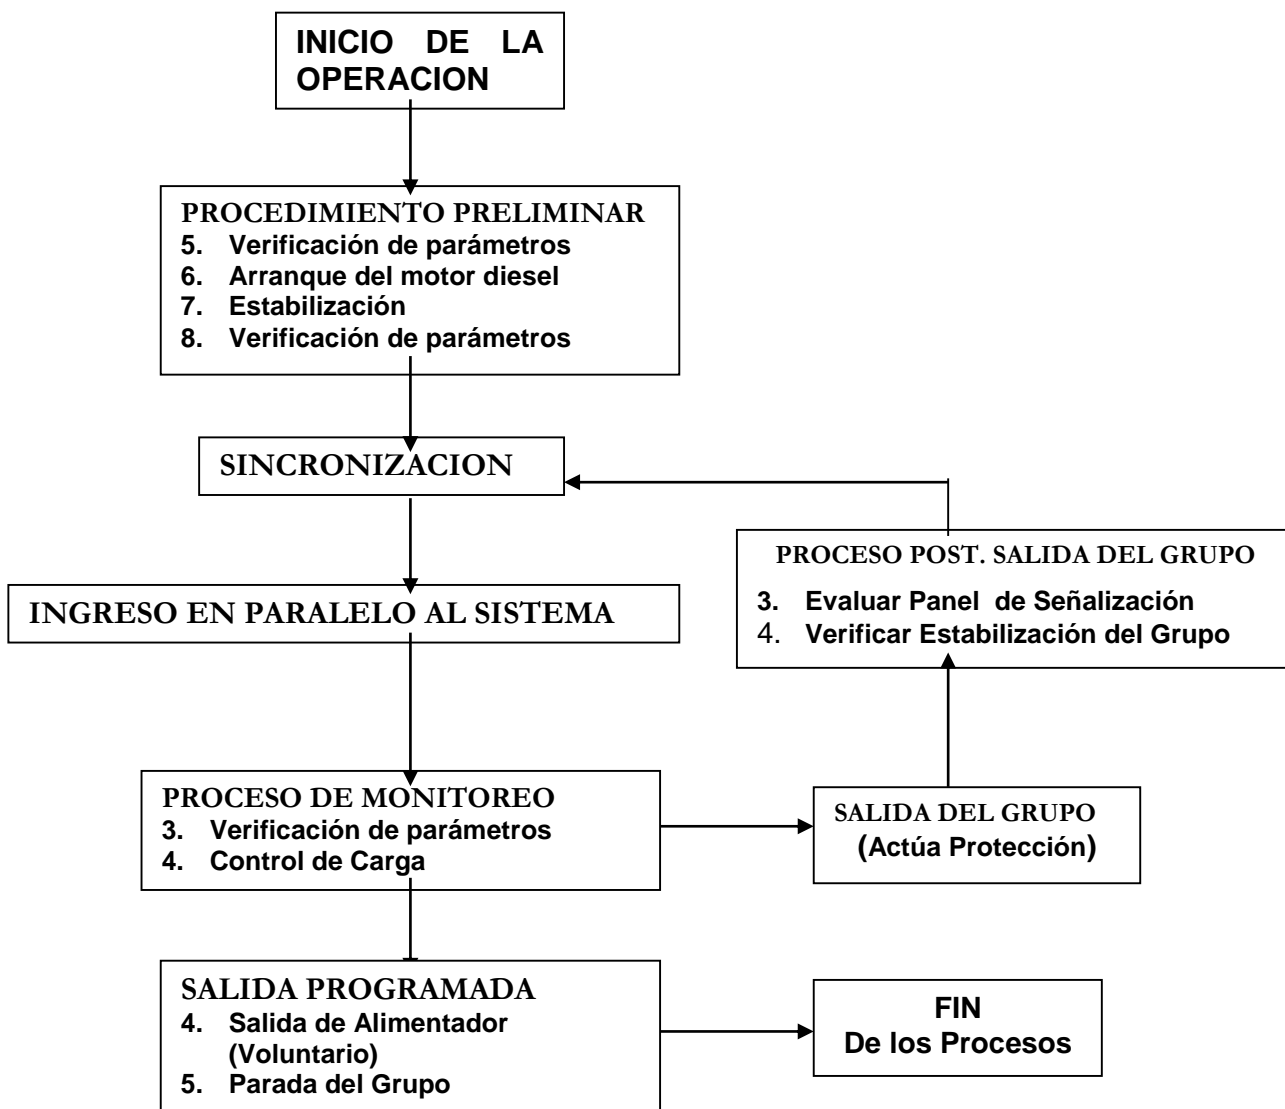 INICIO DE LA
OPERACION
PROCEDIMIENTO PRELIMINAR
5. Verificación de parámetros
6. Arranque del motor diesel
7. Estabilización
8. Verificación de parámetros
SINCRONIZACION
PROCESO POST. SALIDA DEL GRUPO
3. Evaluar Panel de Señalización
4. Verificar Estabilización del Grupo
INGRESO EN PARALELO AL SISTEMA
PROCESO DE MONITOREO
3. Verificación de parámetros
4. Control de Carga
SALIDA DEL GRUPO
(Actúa Protección)
SALIDA PROGRAMADA
4. Salida de Alimentador
(Voluntario)
5. Parada del Grupo
FIN
De los Procesos